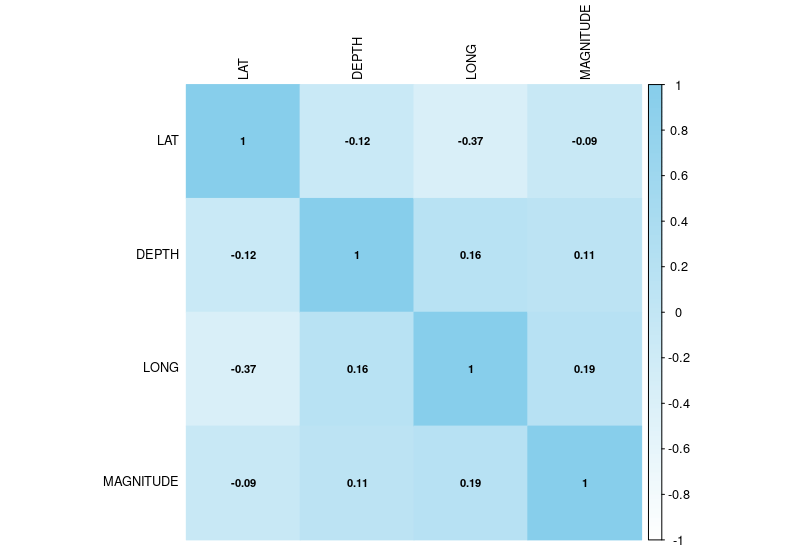 LAT DEPTH LONG MAGNITUDE
LAT 1 -0.12 -0.37 -0.09
DEPTH -0.12 1 0.16 0.11
LONG -0.37 0.16 1 0.19
MAGNITUDE -0.09 0.11 0.19 1
1
0.8
0.6
0.4
0.2
0
-0.2
-0.4
-0.6
-0.8
-1